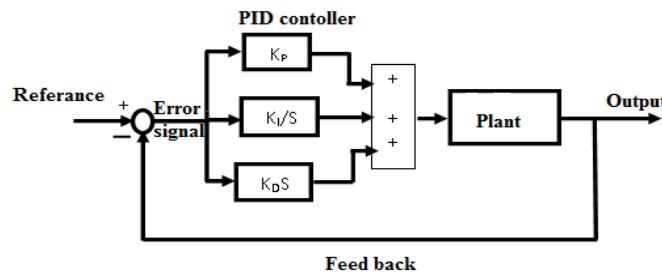 PID contoller
KP
Referance
+
Error
signal
−
KI/S
KDS
+
+
+
Plant
Output
Feed back